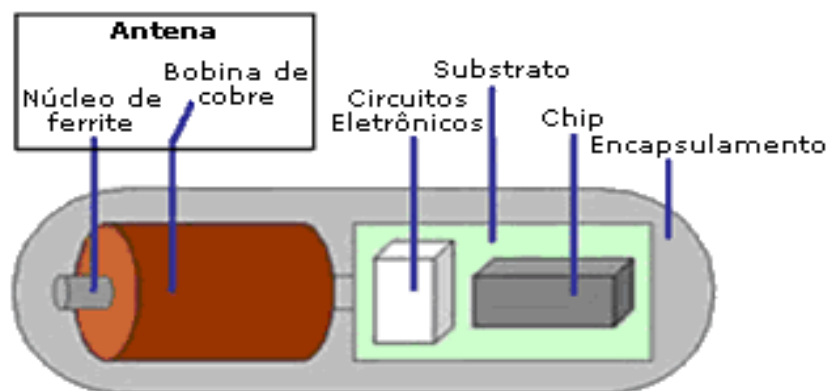 Antena
Núcleo de
ferrite
Bobina de
cobre
Circuitos
Eletrônicos
Substrato
Chip
Encapsulamento